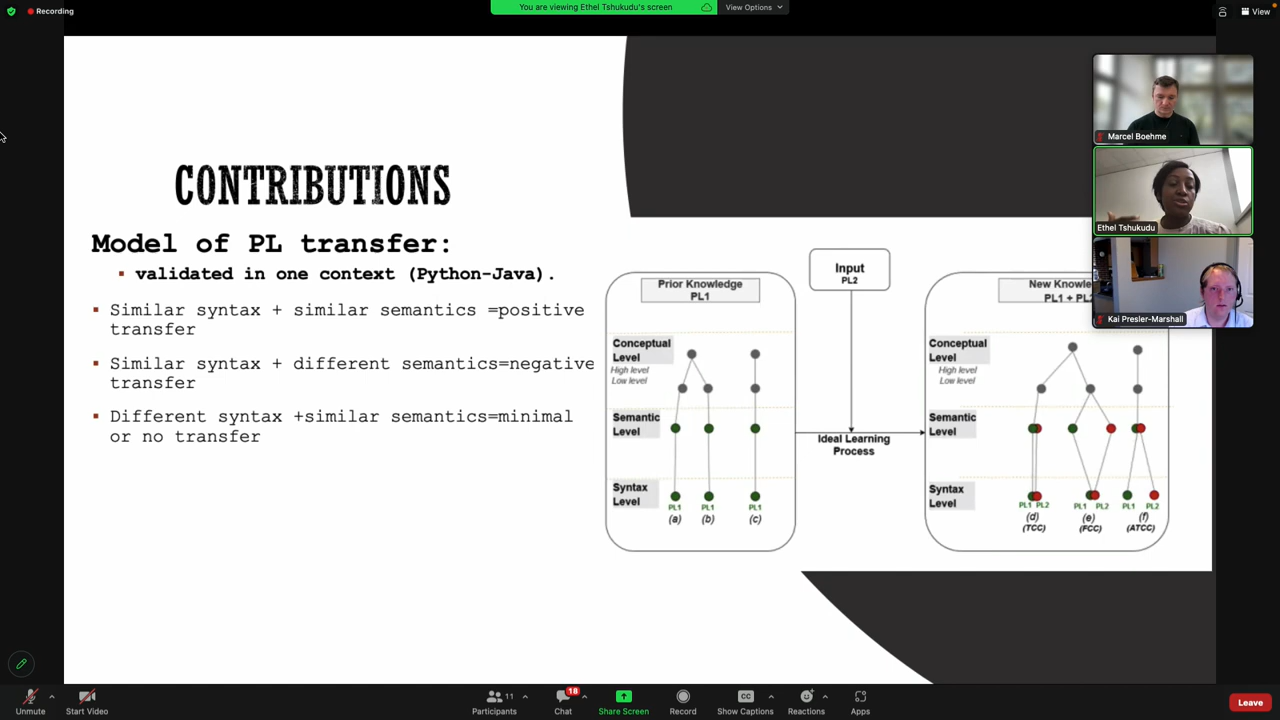 Recording
You are viewing Ethel Tshukudu's screen
View Options
View
CONTRIBUTIONS
Model of PL transfer:
▪ validated in one context (Python-Java).
▪ Similar syntax + similar semantics =positive
transfer
▪ Similar syntax + different semantics=negative
transfer
▪ Different syntax +similar semantics=minimal
or no transfer
Prior Knowledge
PL1
Conceptual
Level
High level
Low level
Semantic
Level
Syntax
Level
PL1 PL1 PL1
(a) (b) (c)
Input
PL2
Ideal Learning
Process
New Knowle
PL1 + PL2
Conceptual
Level
High level
Low level
Semantic
Level
Syntax
Level
PL1 PL2 PL1 PL2 PL1 PL2
(d) (e) (f)
(TCC) (FCC) (ATCC)
Marcel Boehme
Ethel Tshukudu
Kai Presler-Marshall
Unmute
Start Video
Participants
11
Chat
18
Share Screen
Record
CC
Show Captions
Reactions
Apps
Leave